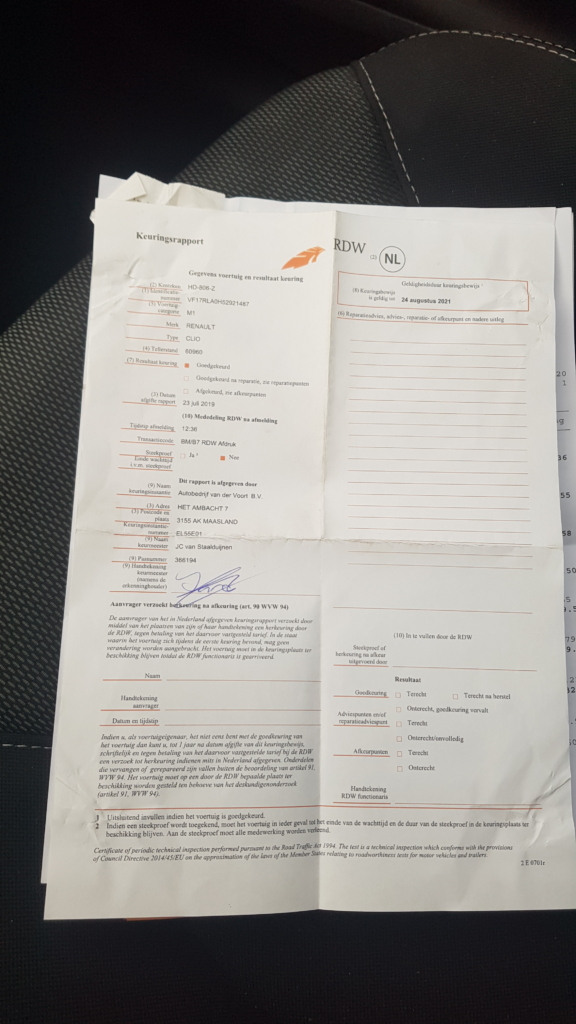 Keuringsrapport
RDW
(2) NL
Gegevens voertuig en resultaat keuring
(2) Kenteken HD-806-Z
(1) Identificatie-
nummer VF17RLA0H52921487
(5) Voertuig-
categorie M1
Merk RENAULT
Type CLIO
(4) Tellerstand 60960
(7) Resultaat keuring Goedgekeurd
Goedgekeurd na reparatie, zie reparatiepunten
Afgekeurd, zie afkeurpunten
(3) Datum
afgifte rapport 23 juli 2019
(10) Mededeling RDW na afmelding
Tijdstip afmelding 12:36
Transactiecode BM/87 RDW Afdruk
Steekproef Ja ² Nee
Einde wachttijd
i.v.m. steekproef
Dit rapport is afgegeven door
(9) Naam
keuringsinstantie Autobedrijf van der Voort B.V.
(3) Adres HET AMBACHT 7
(3) Postcode en
plaats 3155 AK MAASLAND
Keuringsinstantie-
nummer EL55E01
(9) Naam
keurmeester JC van Staalduijnen
(9) Pasnummer 366194
(9) Handtekening
keurmeester
(namens de
erkenninghouder)
Geldigheidsduur keuringsbewijs ¹
(8) Keuringsbewijs
is geldig tot 24 augustus 2021
(6) Reparatieadvies, advies-, reparatie- of afkeurpunt en nadere uitleg
Aanvrager verzoekt herkeuring na afkeuring (art. 90 WVW 94)
De aanvrager van het in Nederland afgegeven keuringsrapport verzoekt door
middel van het plaatsen van zijn of haar handtekening een herkeuring door
de RDW, tegen betaling van het daarvoor vastgesteld tarief. In de staat
waarin het voertuig zich tijdens de eerste keuring bevond, mag geen
verandering worden aangebracht. Het voertuig moet in de keuringsplaats ter
beschikking blijven totdat de RDW functionaris is gearriveerd.
Naam
Handtekening
aanvrager
Datum en tijdstip
Indien u, als voertuigeigenaar, het niet eens bent met de goedkeuring van
het voertuig dan kunt u, tot 1 jaar na datum afgifte van dit keuringsbewijs,
schriftelijk en tegen betaling van het daarvoor vastgesteld tarief bij de RDW
een verzoek tot herkeuring indienen mits in Nederland afgegeven. Onderdelen
die vervangen of gerepareerd zijn vallen buiten de beoordeling van artikel 91,
WVW 94. Het voertuig moet op een door de RDW bepaalde plaats ter
beschikking worden gesteld ten behoeve van het deskundigenonderzoek
(artikel 91, WVW 94).
(10) In te vullen door de RDW
Steekproef of
herkeuring na afkeur
uitgevoerd door
Resultaat
Goedkeuring Terecht Terecht na herstel
Onterecht, goedkeuring vervalt
Adviespunten en/of
reparatieadviespunt Terecht
Onterecht/onvolledig
Afkeurpunten Terecht
Onterecht
Handtekening
RDW functionaris
1 Uitsluitend invullen indien het voertuig is goedgekeurd.
2 Indien een steekproef wordt toegekend, moet het voertuig in ieder geval tot het einde van de wachttijd en de duur van de steekproef in de keuringsplaats ter
beschikking blijven. Aan de steekproef moet alle medewerking worden verleend.
Certificate of periodic technical inspection performed pursuant to the Road Traffic Act 1994. The test is a technical inspection which conforms with the provisions
of Council Directive 2014/45/EU on the approximation of the laws of the Member States relating to roadworthiness tests for motor vehicles and trailers.
2 E 0701c